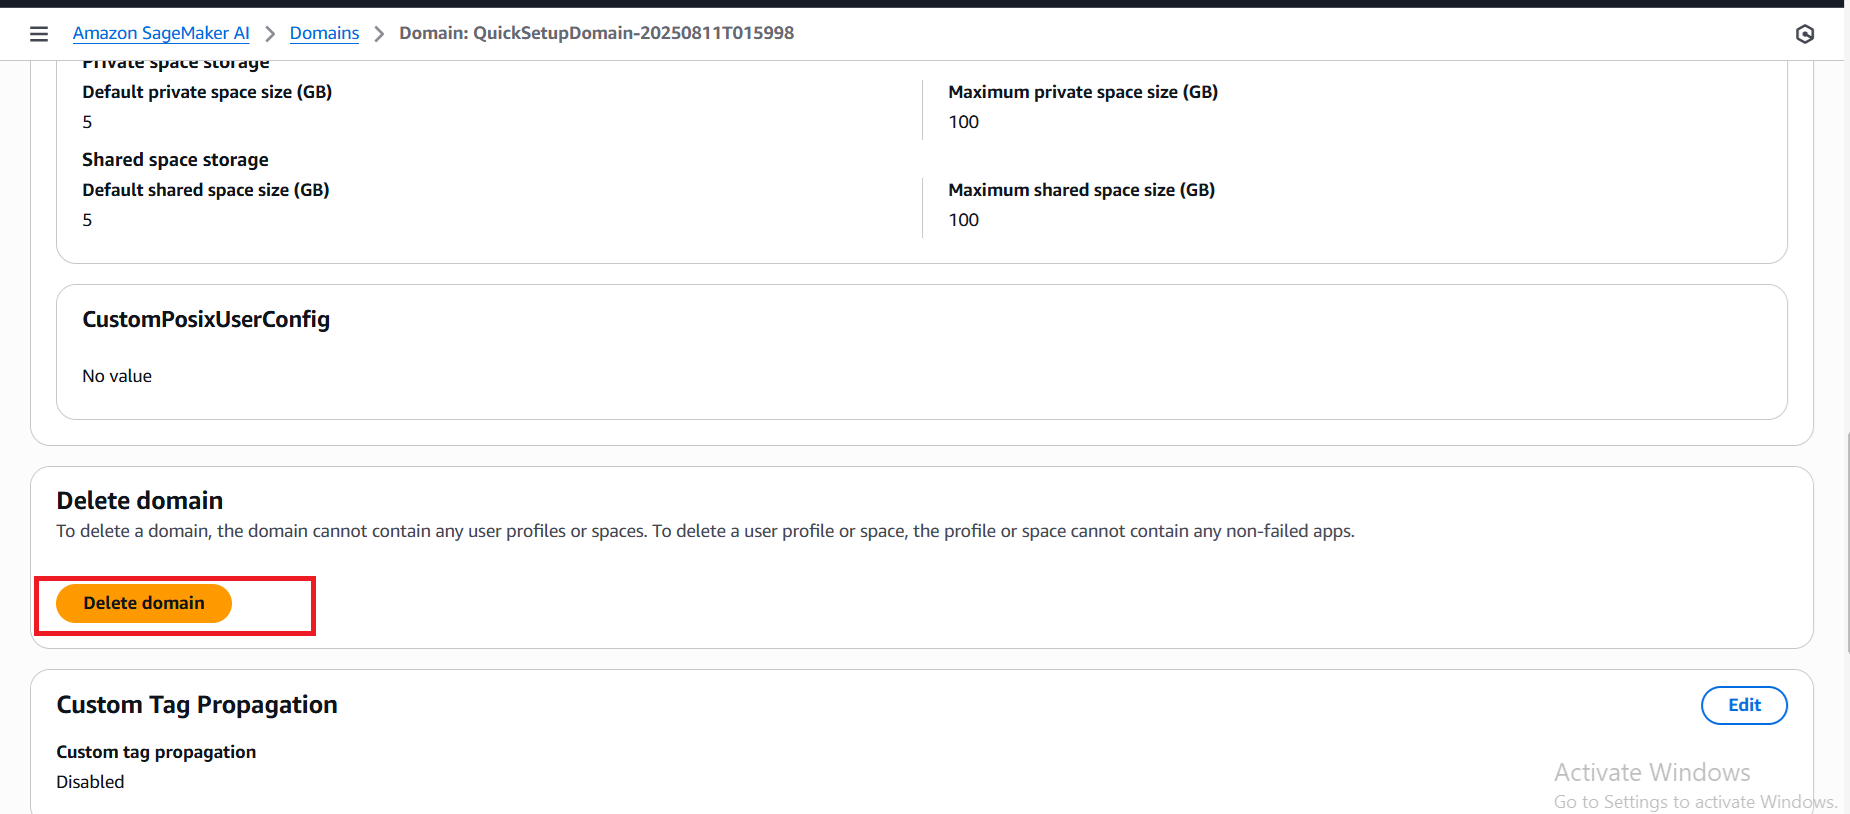 Amazon SageMaker AI > Domains > Domain: QuickSetupDomain-20250811T015998
Private space storage
Default private space size (GB)
Maximum private space size (GB)
5
100
Shared space storage
Default shared space size (GB)
Maximum shared space size (GB)
5
100
CustomPosixUserConfig
No value
Delete domain
To delete a domain, the domain cannot contain any user profiles or spaces. To delete a user profile or space, the profile or space cannot contain any non-failed apps.
Delete domain
Custom Tag Propagation
Edit
Custom tag propagation
Disabled
Activate Windows
Go to Settings to activate Windows.